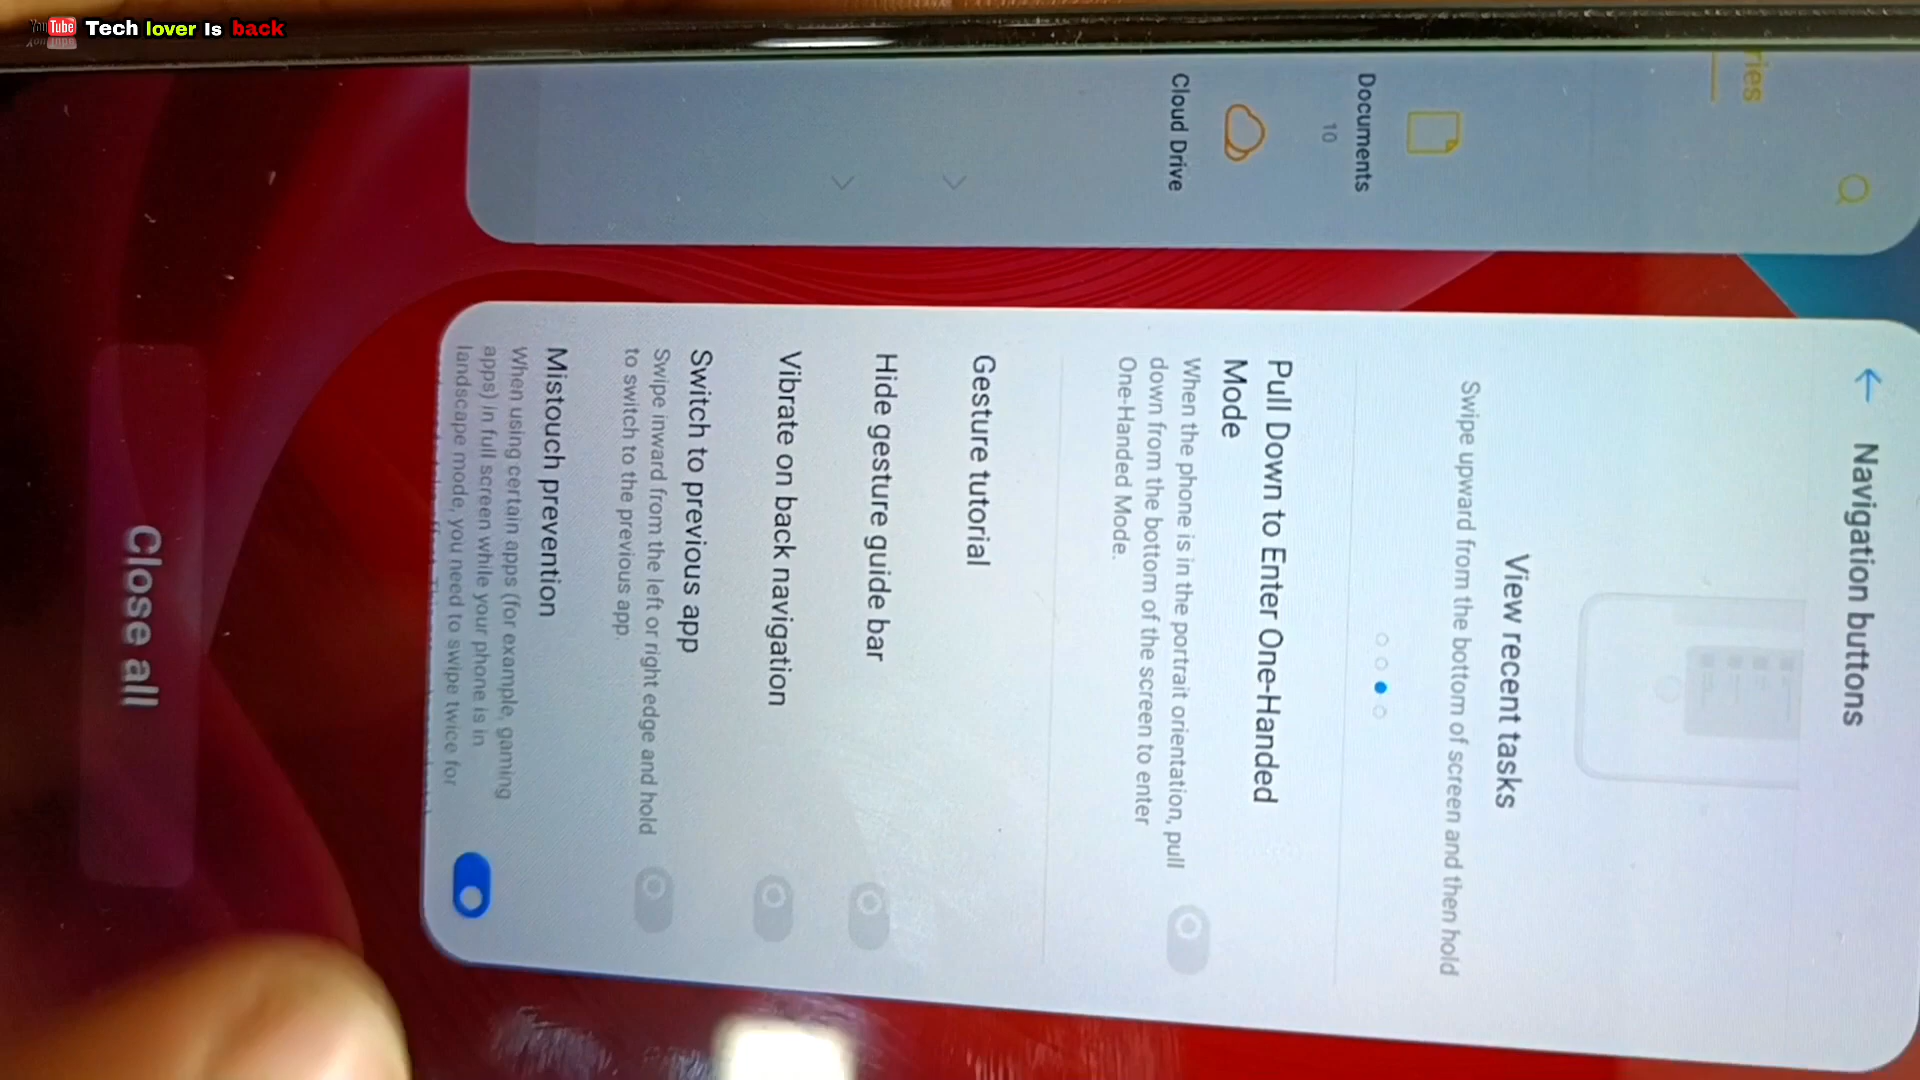 YouTube Tech lover Is back
ries
Documents
10
Cloud Drive
Navigation buttons
View recent tasks
Swipe upward from the bottom of screen and then hold
Pull Down to Enter One-Handed
Mode
When the phone is in the portrait orientation, pull
down from the bottom of the screen to enter
One-Handed Mode.
Gesture tutorial
Hide gesture guide bar
Vibrate on back navigation
Switch to previous app
Swipe inward from the left or right edge and hold
to switch to the previous app.
Mistouch prevention
When using certain apps (for example, gaming
apps) in full screen while your phone is in
landscape mode, you need to swipe twice for
Close all